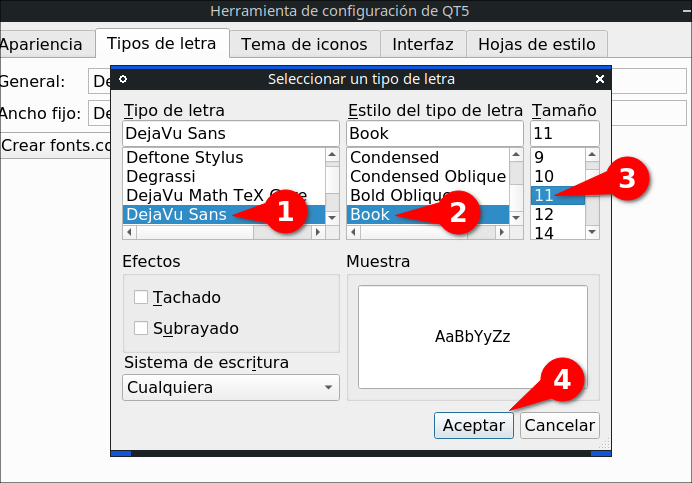 Herramienta de configuración de QT5
Apariencia Tipos de letra Tema de iconos Interfaz Hojas de estilo
General: De
Ancho fijo: De
Crear fonts.co
Seleccionar un tipo de letra
Tipo de letra Estilo del tipo de letra Tamaño
DejaVu Sans Book 11
Deftone Stylus Condensed 9
Degrassi Condensed Oblique 10
DejaVu Math TeX Gyre Bold Oblique 11 3
DejaVu Sans 1 Book 2 12
14
Efectos Muestra
Tachado
Subrayado
AaBbYyZz
Sistema de escritura
Cualquiera 4
Aceptar Cancelar